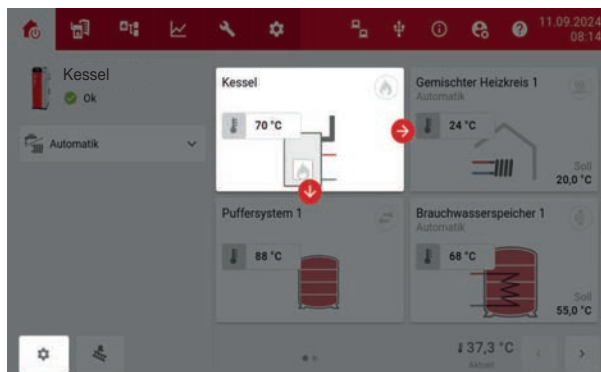 11.09.2024
08:14
Kessel
Ok
Automatik
Kessel
70 °C
Gemischter Heizkreis 1
Automatik
24 °C
Soll
20,0 °C
Puffersystem 1
88 °C
Brauchwasserspeicher 1
Automatik
68 °C
Soll
55,0 °C
37,3 °C
Aktuell